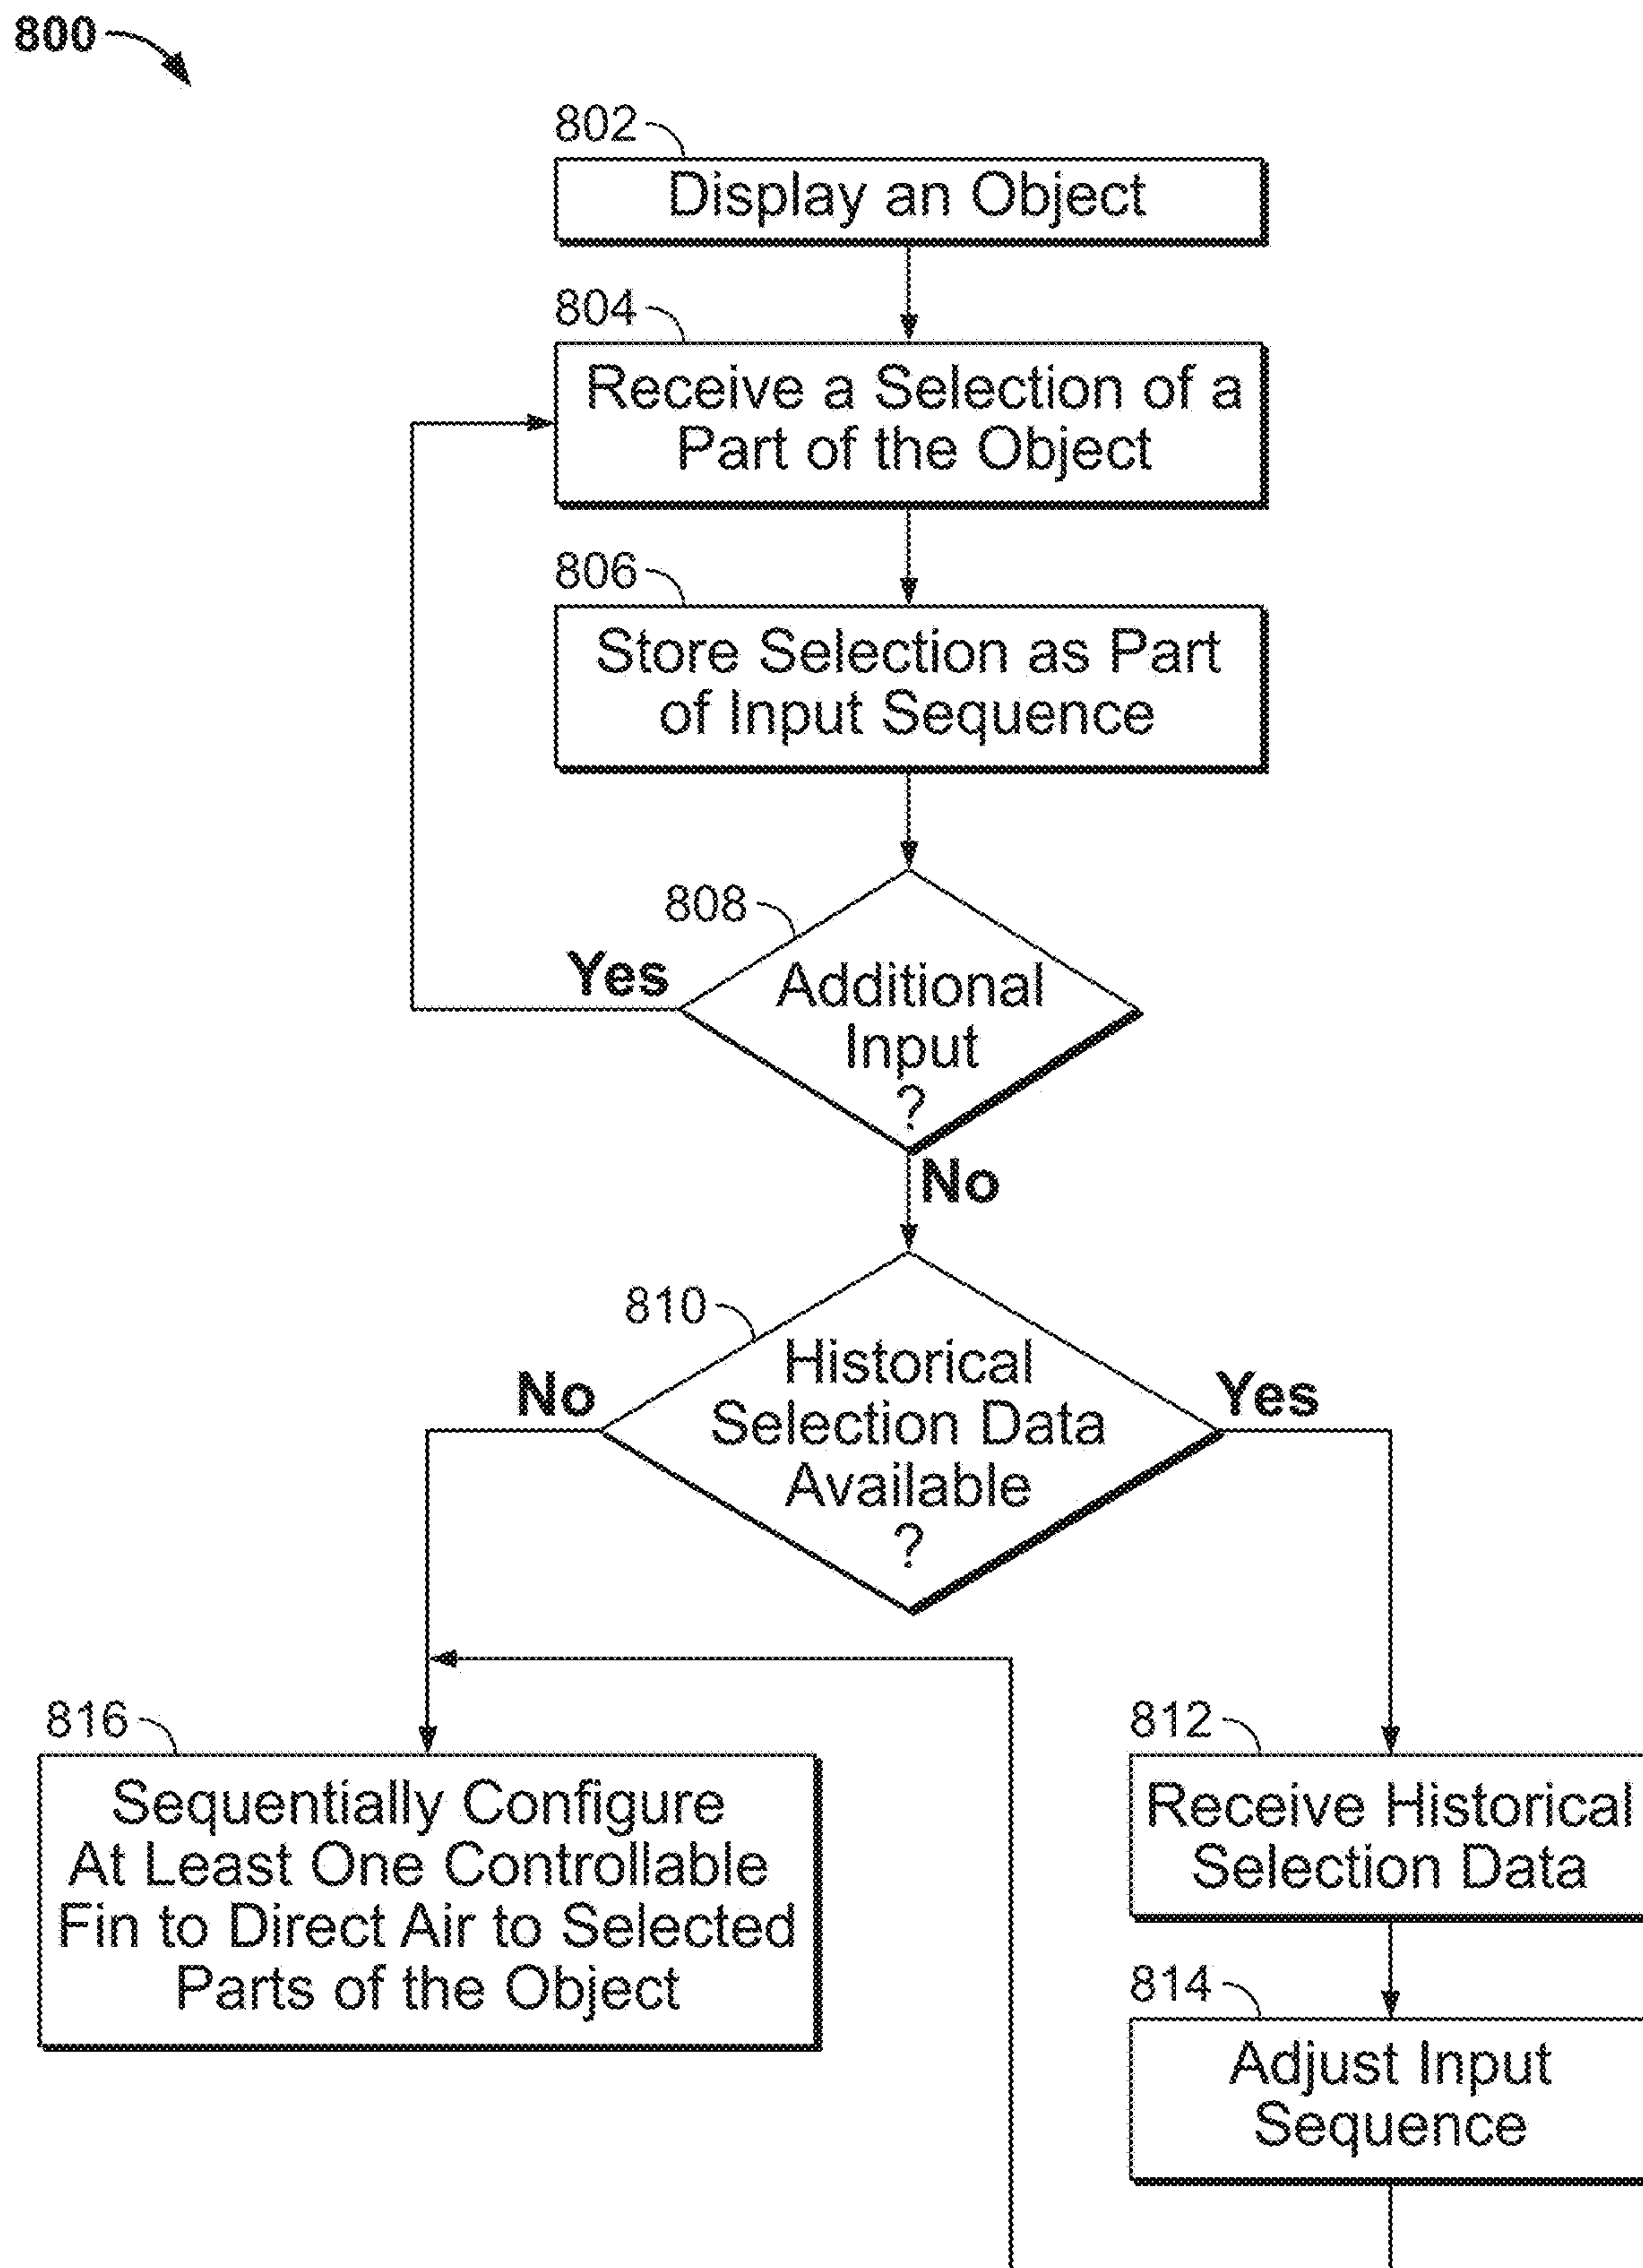 800
802
Display an Object
804
Receive a Selection of a
Part of the Object
806
Store Selection as Part
of Input Sequence
808
Yes
Additional
Input
?
No
810
No
Historical
Selection Data
Available
?
Yes
816
Sequentially Configure
At Least One Controllable
Fin to Direct Air to Selected
Parts of the Object
812
Receive Historical
Selection Data
814
Adjust Input
Sequence